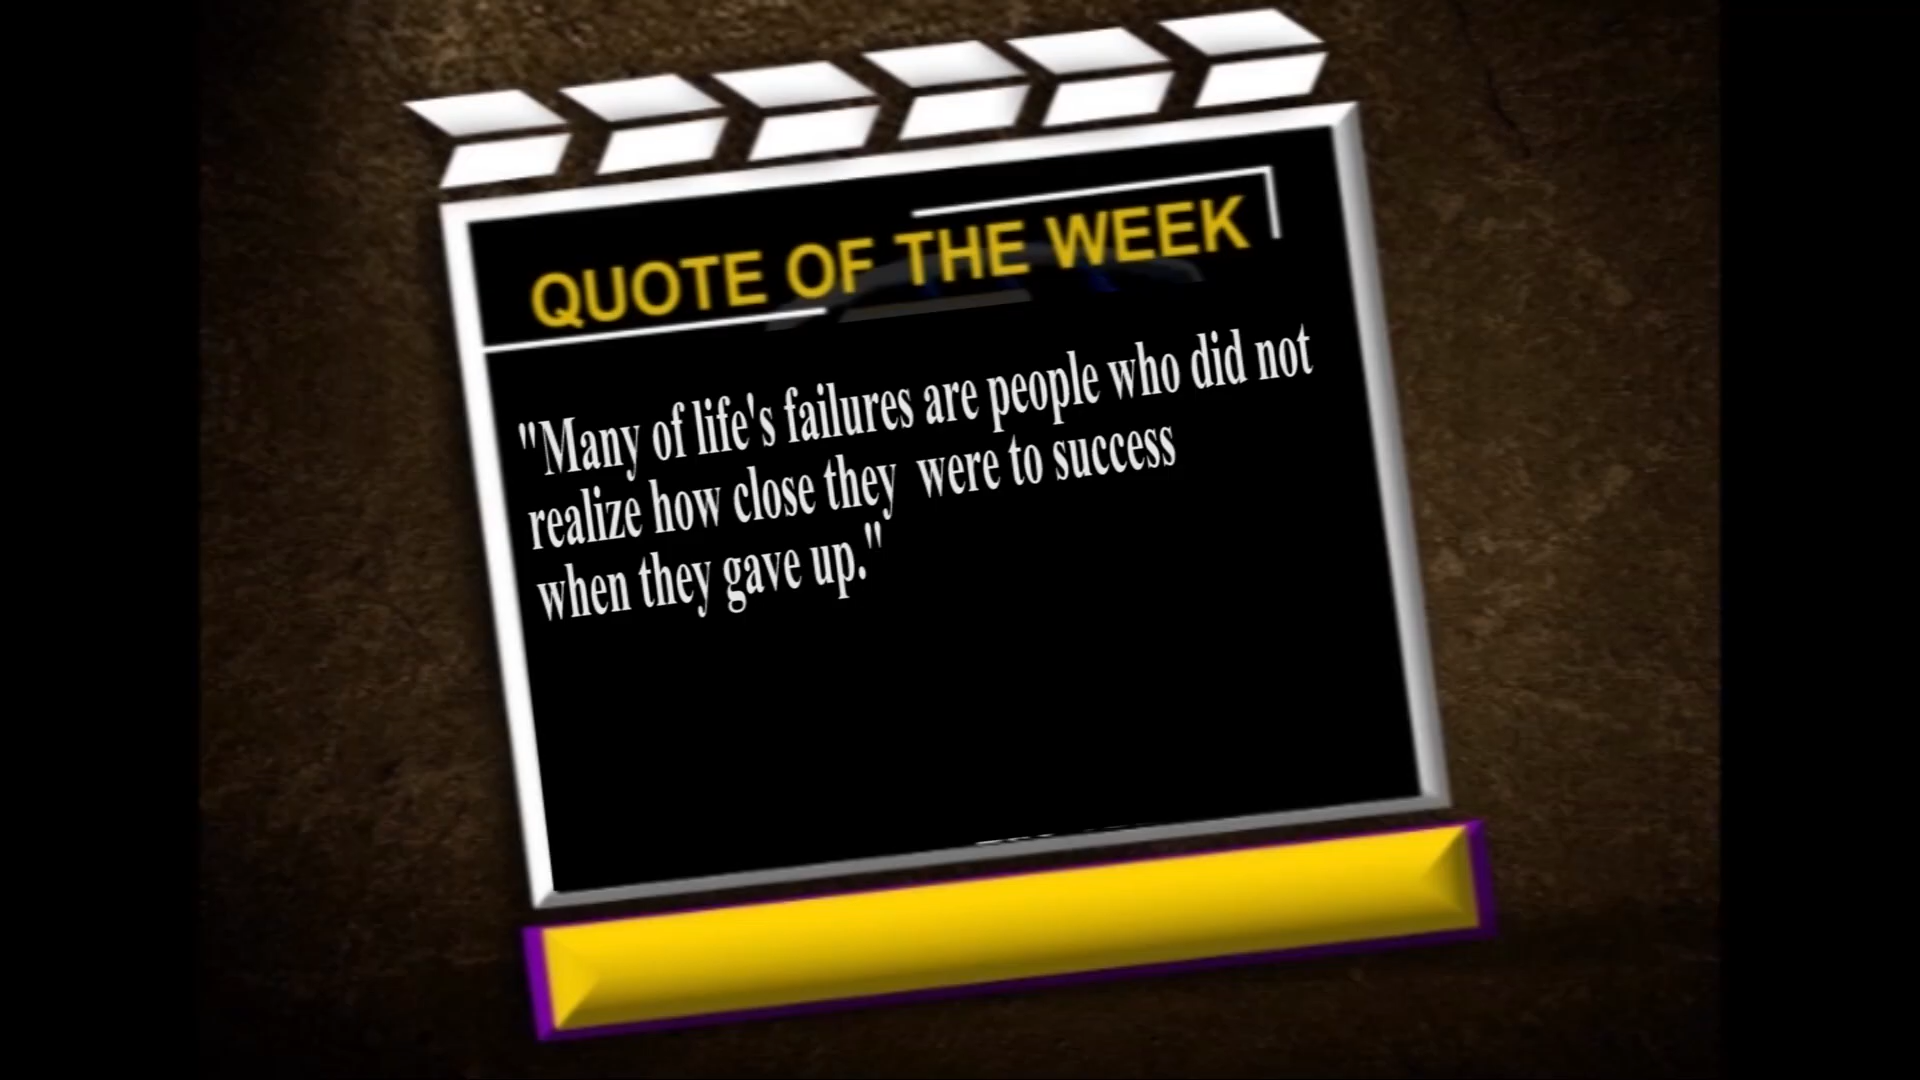 QUOTE OF THE WEEK
"Many of life's failures are people who did not
realize how close they  were to success
when they gave up."